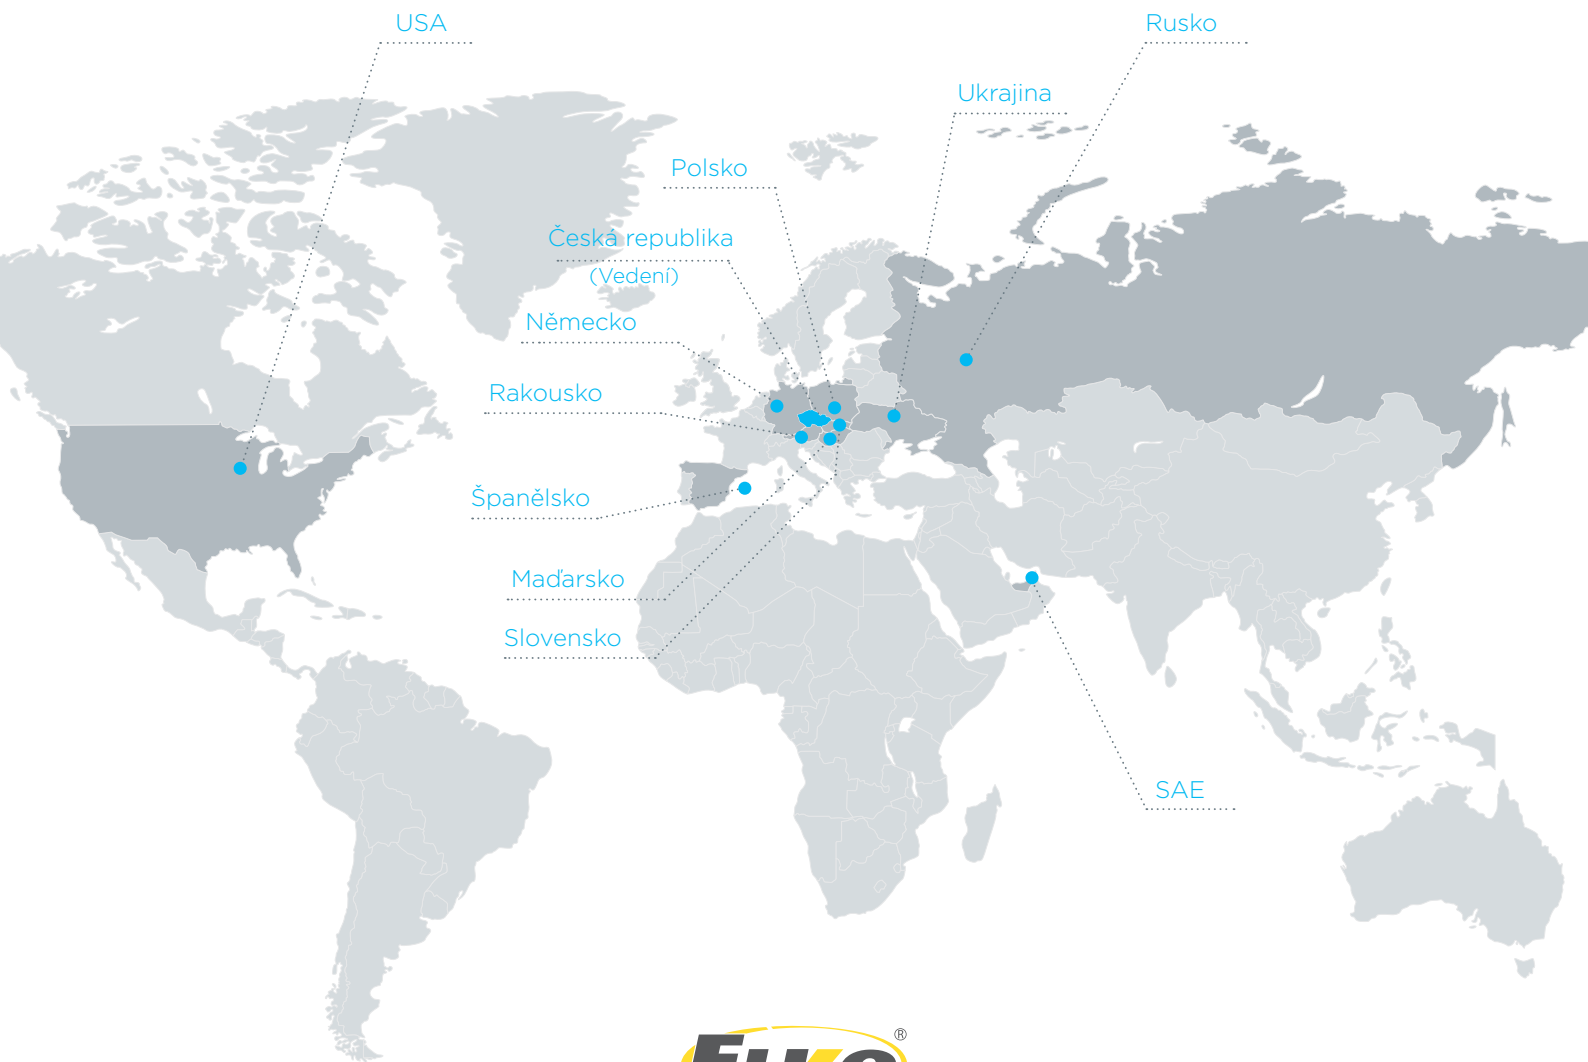 USA
Rusko
Ukrajina
Polsko
Česká republika
(Vedení)
Německo
Rakousko
Španělsko
Maďarsko
Slovensko
SAE
®